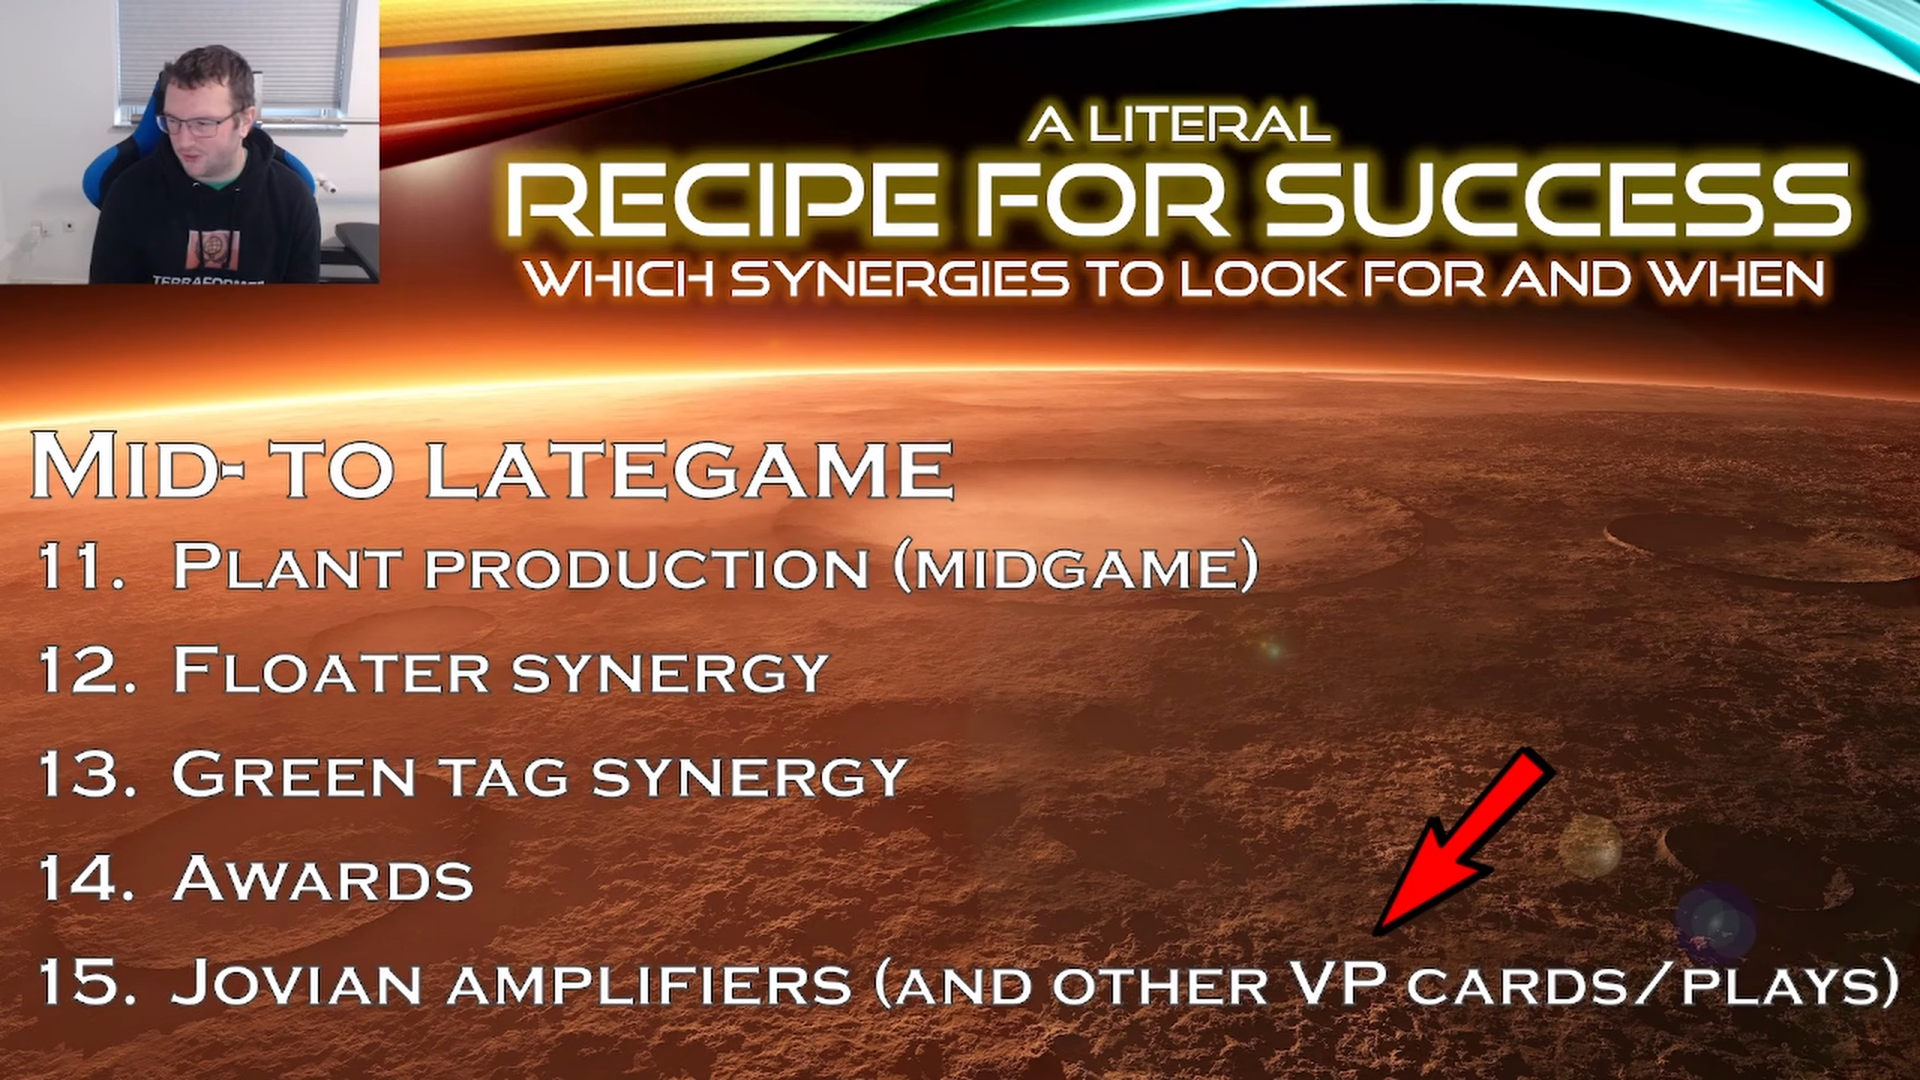 A LITERAL
RECIPE FOR SUCCESS
WHICH SYNERGIES TO LOOK FOR AND WHEN
MID- TO LATEGAME
11. PLANT PRODUCTION (MIDGAME)
12. FLOATER SYNERGY
13. GREEN TAG SYNERGY
14. AWARDS
15. JOVIAN AMPLIFIERS (AND OTHER VP CARDS/PLAYS)